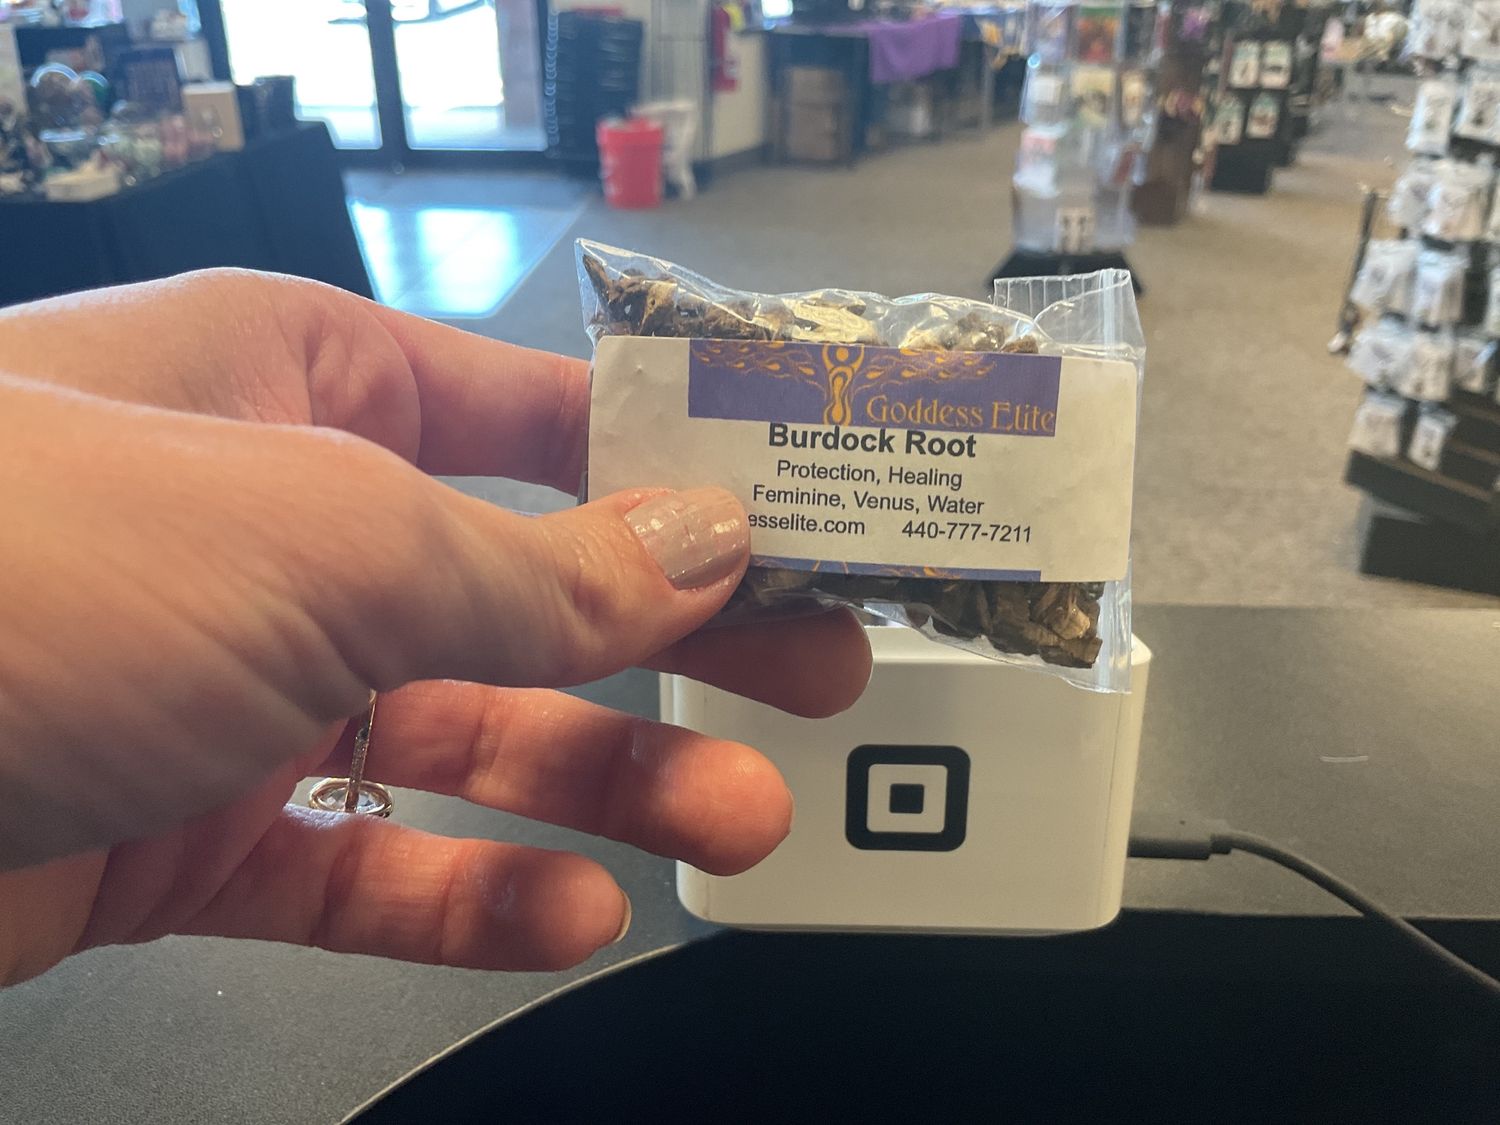 Goddess Elite
Burdock Root
Protection, Healing
Feminine, Venus, Water
esselite.com 440-777-7211